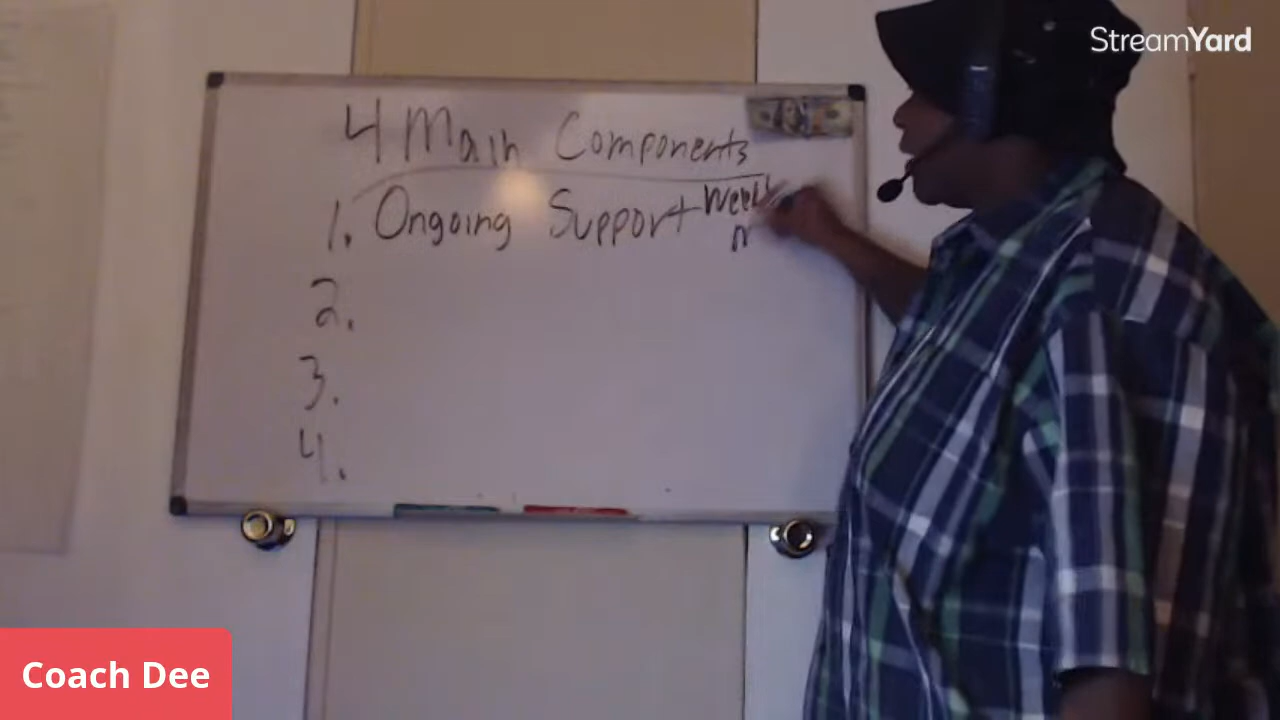 StreamYard
4 Main Components
1. Ongoing Support
2.
3.
4.
Coach Dee